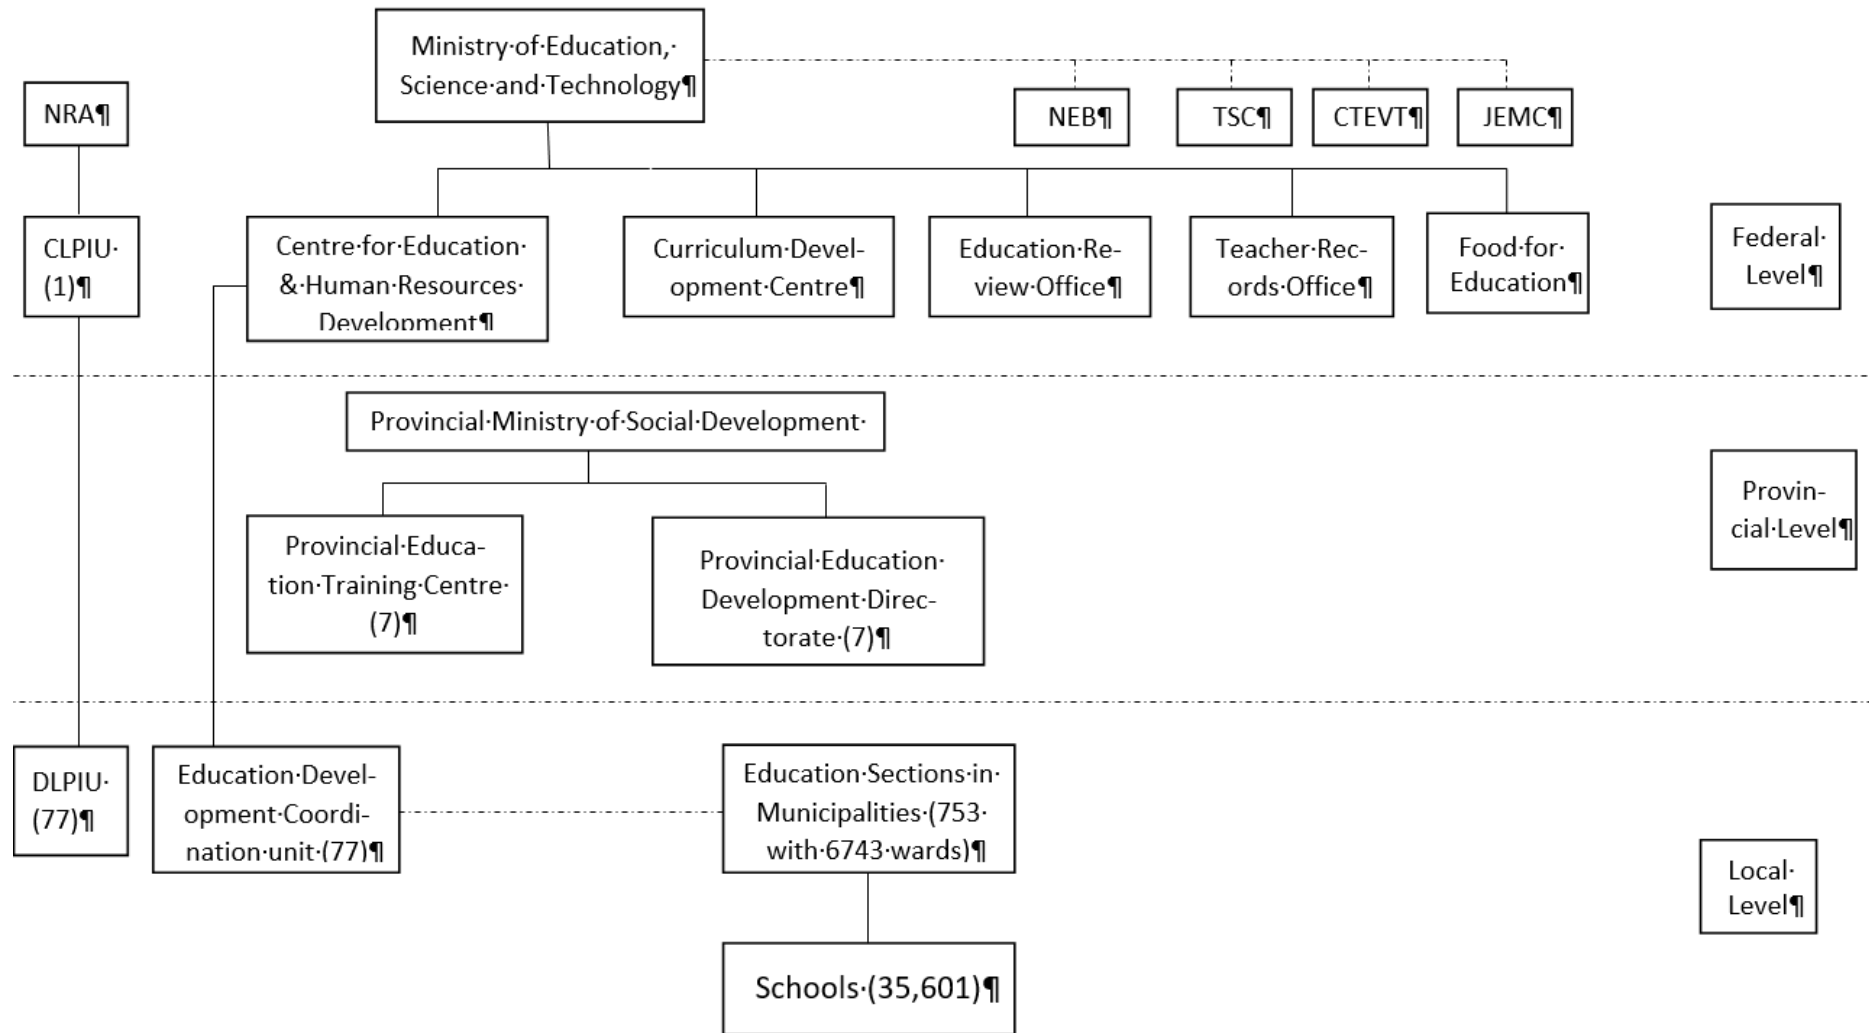 Ministry·of·Education,·
Science·and·Technology¶
NRA¶
NEB¶
TSC¶
CTEVT¶
JEMC¶
CLPIU·
(1)¶
Centre·for·Education·
&·Human·Resources·
Development¶
Curriculum·Devel-
opment·Centre¶
Education·Re-
view·Office¶
Teacher·Rec-
ords·Office¶
Food·for·
Education¶
Federal·
Level¶
Provincial·Ministry·of·Social·Development·
Provincial·Educa-
tion·Training·Centre·
(7)¶
Provincial·Education·
Development·Direc-
torate·(7)¶
Provin-
cial·Level¶
DLPIU·
(77)¶
Education·Devel-
opment·Coordi-
nation·unit·(77)¶
Education·Sections·in·
Municipalities·(753·
with·6743·wards)¶
Local·
Level¶
Schools·(35,601)¶